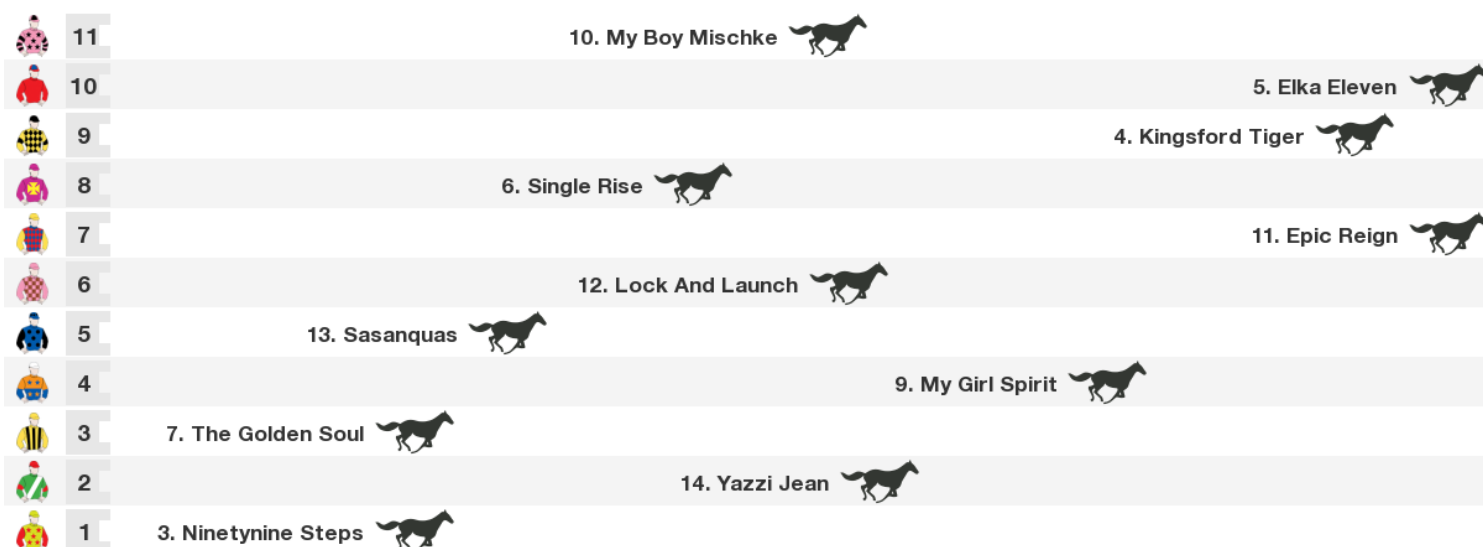 11 10. My Boy Mischke
10 5. Elka Eleven
9 4. Kingsford Tiger
8 6. Single Rise
7 11. Epic Reign
6 12. Lock And Launch
5 13. Sasanquas
4 9. My Girl Spirit
3 7. The Golden Soul
2 14. Yazzi Jean
1 3. Ninetynine Steps